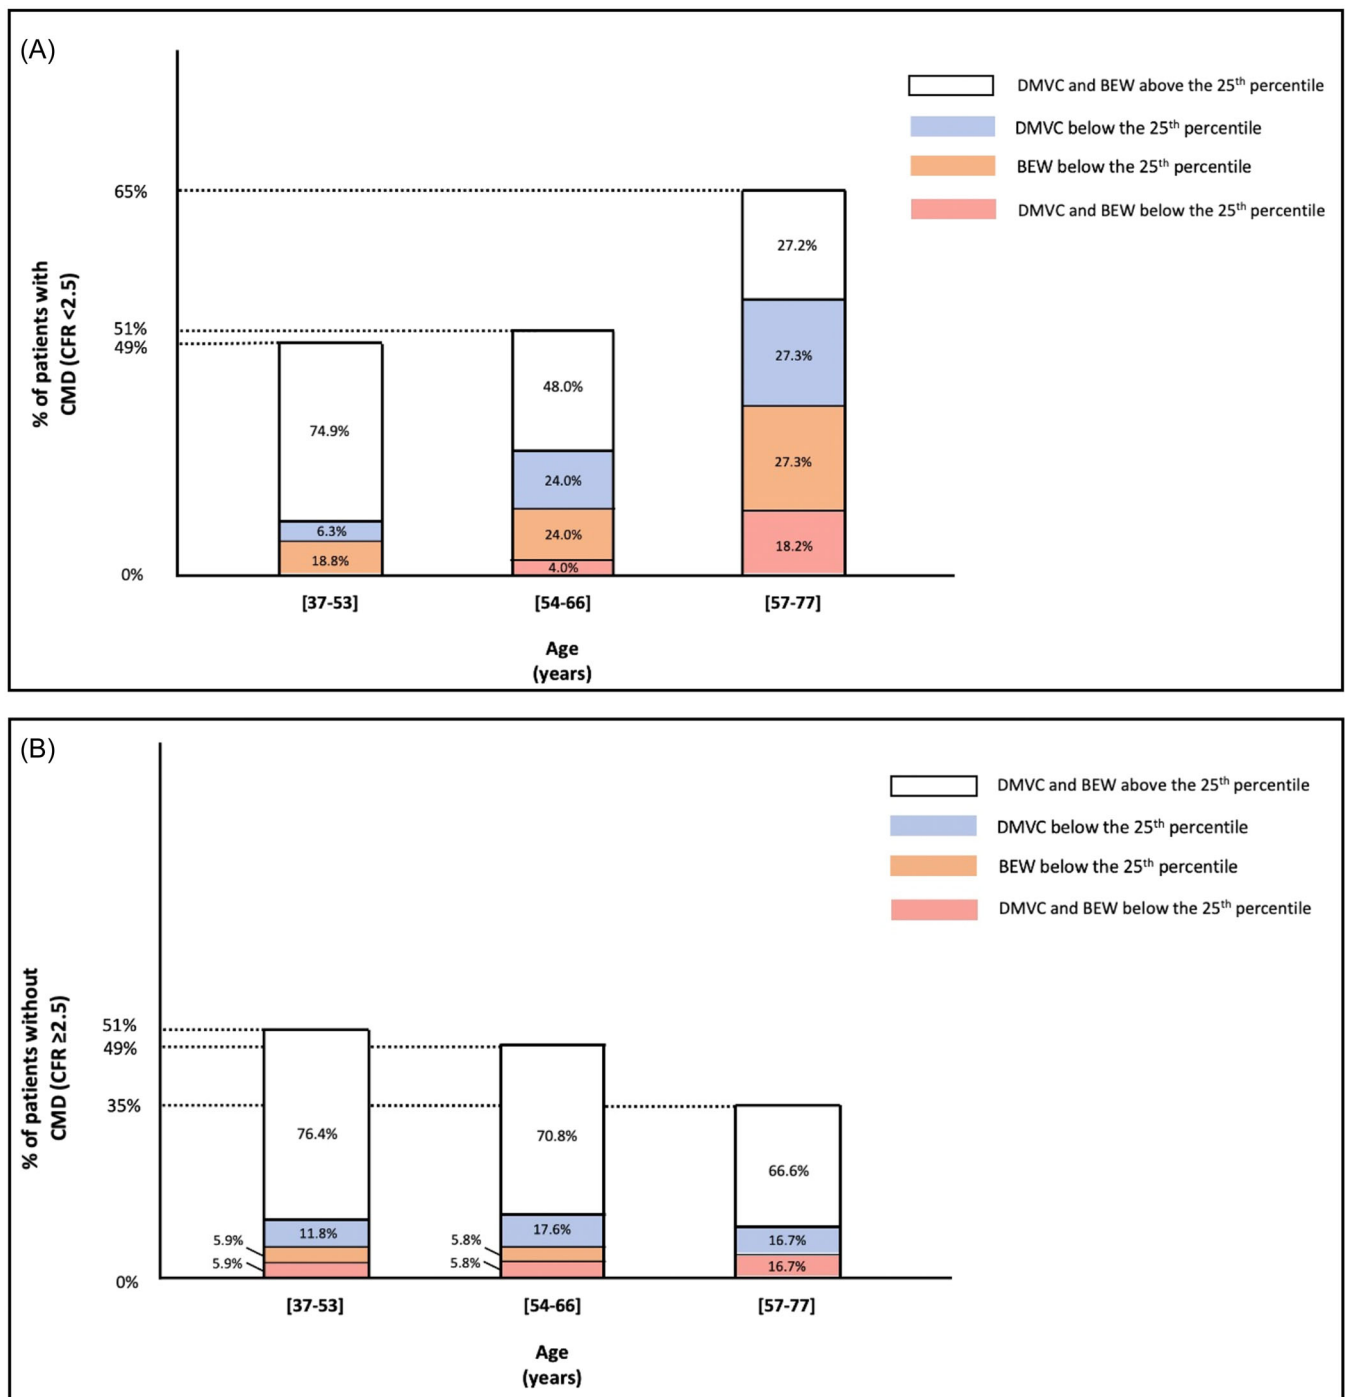 (A)
DMVC and BEW above the 25th percentile
DMVC below the 25th percentile
BEW below the 25th percentile
DMVC and BEW below the 25th percentile
% of patients with
CMD (CFR <2.5)
65%
51%
49%
0%
74.9%
6.3%
18.8%
48.0%
24.0%
24.0%
4.0%
27.2%
27.3%
27.3%
18.2%
[37-53]
[54-66]
[57-77]
Age
(years)
(B)
DMVC and BEW above the 25th percentile
DMVC below the 25th percentile
BEW below the 25th percentile
DMVC and BEW below the 25th percentile
% of patients without
CMD (CFR ≥2.5)
51%
49%
35%
0%
76.4%
11.8%
5.9%
5.9%
70.8%
17.6%
5.8%
5.8%
66.6%
16.7%
16.7%
[37-53]
[54-66]
[57-77]
Age
(years)